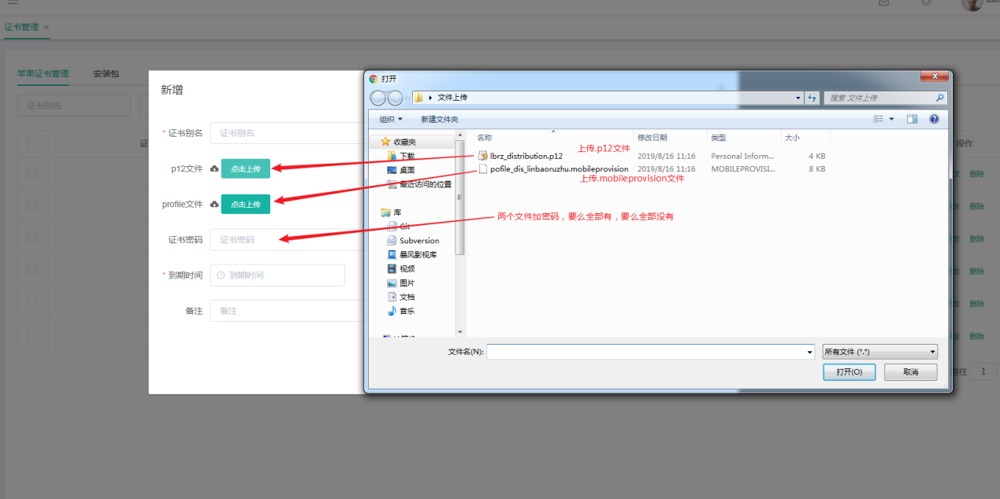 证书管理 ×
苹果证书管理 安装包
证书别名
操作
删除
删除
删除
删除
删除
删除
前往 1
新增
* 证书别名 证书别名
p12文件 点击上传
profile文件 点击上传
证书密码 证书密码
* 到期时间 到期时间
备注 备注
打开
文件上传
搜索 文件上传
组织 新建文件夹
收藏夹
下载
桌面
最近访问的位置
库
Git
Subversion
暴风影视库
视频
图片
文档
音乐
名称 修改日期 类型 大小
lbrz_distribution.p12 2019/8/16 11:16 Personal Inform... 4 KB
pofile_dis_linbaoruzhu.mobileprovision 2019/8/16 11:16 MOBILEPROVISI... 8 KB
上传.p12文件
上传.mobileprovision文件
两个文件加密码，要么全部有，要么全部没有
文件名(N): 所有文件 (*.*)
打开(O) 取消